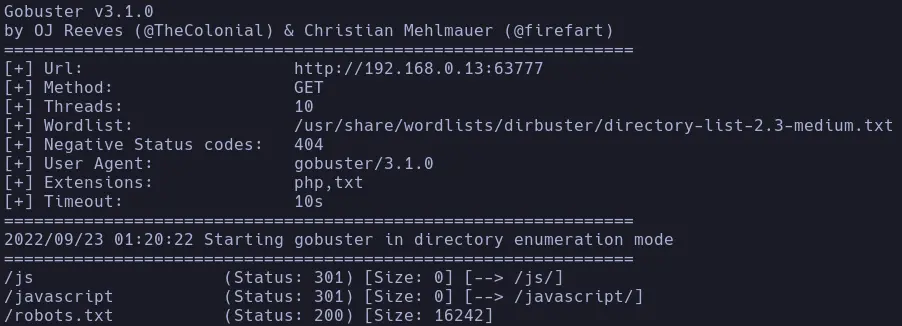 Gobuster v3.1.0
by OJ Reeves (@TheColonial) & Christian Mehlmauer (@firefart)
===============================================================
[+] Url:                     http://192.168.0.13:63777
[+] Method:                  GET
[+] Threads:                 10
[+] Wordlist:                /usr/share/wordlists/dirbuster/directory-list-2.3-medium.txt
[+] Negative Status codes:   404
[+] User Agent:              gobuster/3.1.0
[+] Extensions:              php,txt
[+] Timeout:                 10s
===============================================================
2022/09/23 01:20:22 Starting gobuster in directory enumeration mode
===============================================================
/js                   (Status: 301) [Size: 0] [--> /js/]
/javascript           (Status: 301) [Size: 0] [--> /javascript/]
/robots.txt           (Status: 200) [Size: 16242]